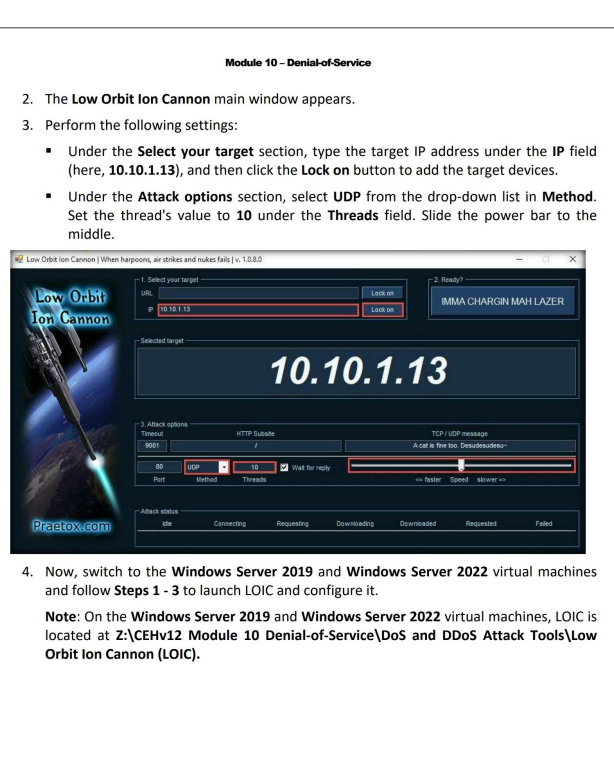 Module 10 – Denial-of-Service
2. The Low Orbit Ion Cannon main window appears.
3. Perform the following settings:
▪ Under the Select your target section, type the target IP address under the IP field
(here, 10.10.1.13), and then click the Lock on button to add the target devices.
▪ Under the Attack options section, select UDP from the drop-down list in Method.
Set the thread's value to 10 under the Threads field. Slide the power bar to the
middle.
Low Orbit Ion Cannon | When harpoons, air strikes and nukes fails | v. 1.0.8.0
Low Orbit
Ion Cannon
Praetox.com
1. Select your target
URL Lock on
IP 10.10.1.13 Lock on
2. Ready?
IMMA CHARGIN MAH LAZER
Selected target
10.10.1.13
3. Attack options
Timeout HTTP Subsite TCP / UDP message
9001 / A cat is fine too. Desudesudesu~
80 UDP 10 Wait for reply
Port Method Threads <= faster Speed slower =>
Attack status
Idle Connecting Requesting Downloading Downloaded Requested Failed
4. Now, switch to the Windows Server 2019 and Windows Server 2022 virtual machines
and follow Steps 1 - 3 to launch LOIC and configure it.
Note: On the Windows Server 2019 and Windows Server 2022 virtual machines, LOIC is
located at Z:\CEHv12 Module 10 Denial-of-Service\DoS and DDoS Attack Tools\Low
Orbit Ion Cannon (LOIC).